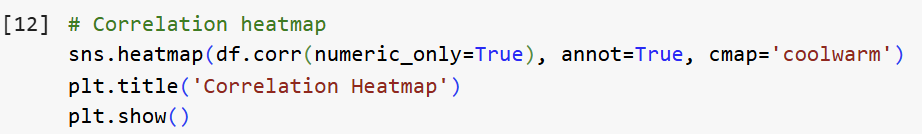 [12] # Correlation heatmap
sns.heatmap(df.corr(numeric_only=True), annot=True, cmap='coolwarm')
plt.title('Correlation Heatmap')
plt.show()